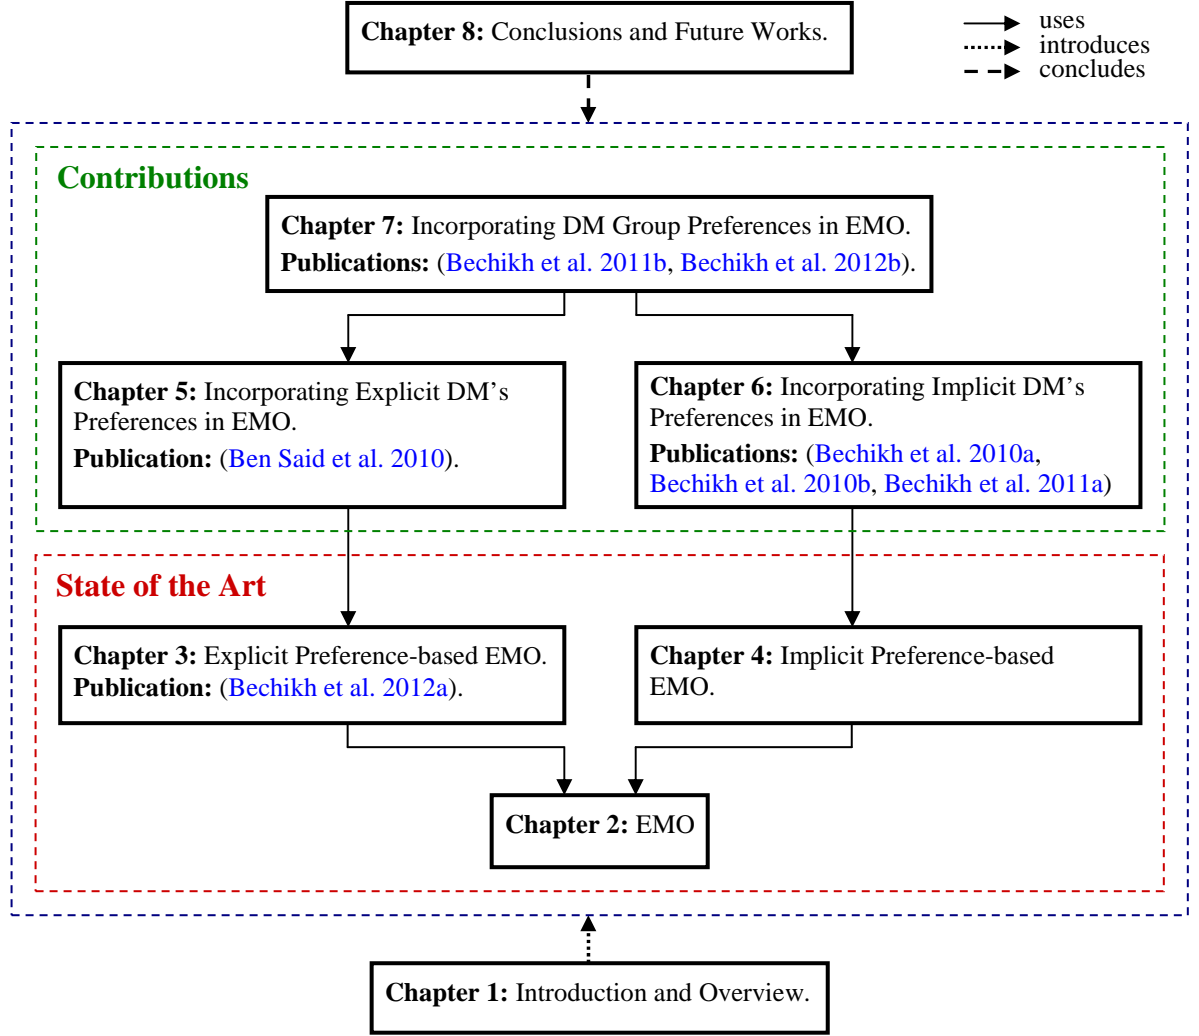 Chapter 8: Conclusions and Future Works.
uses
introduces
concludes
Contributions
Chapter 7: Incorporating DM Group Preferences in EMO.
Publications: (Bechikh et al. 2011b, Bechikh et al. 2012b).
Chapter 5: Incorporating Explicit DM’s
Preferences in EMO.
Publication: (Ben Said et al. 2010).
Chapter 6: Incorporating Implicit DM’s
Preferences in EMO.
Publications: (Bechikh et al. 2010a,
Bechikh et al. 2010b, Bechikh et al. 2011a)
State of the Art
Chapter 3: Explicit Preference-based EMO.
Publication: (Bechikh et al. 2012a).
Chapter 4: Implicit Preference-based
EMO.
Chapter 2: EMO
Chapter 1: Introduction and Overview.